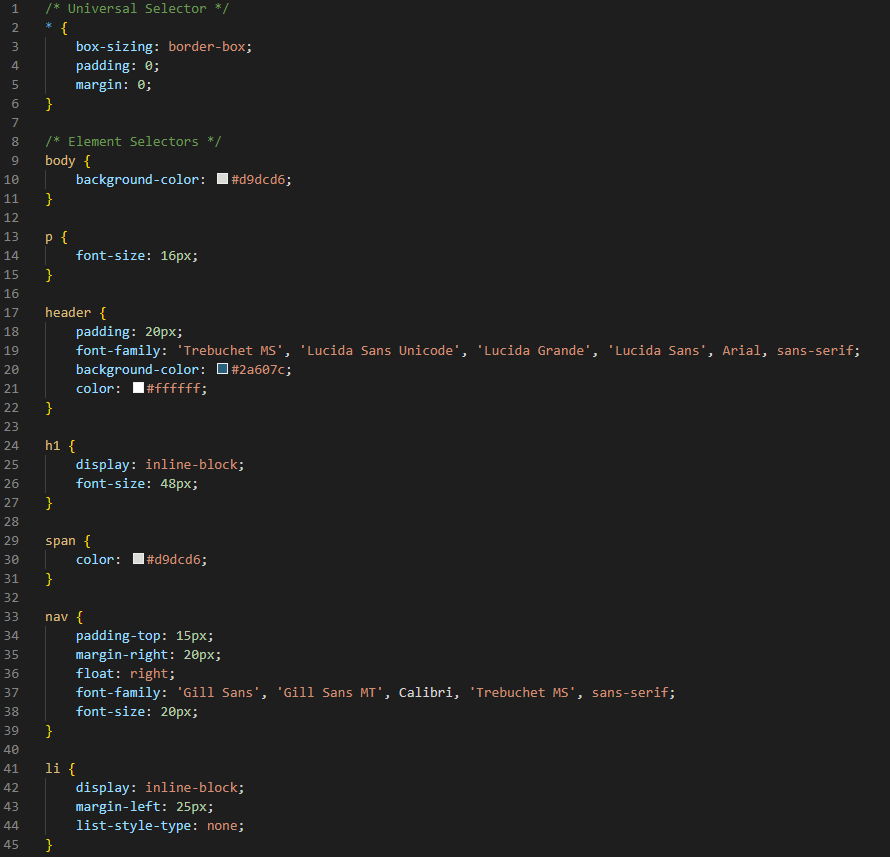 1 /* Universal Selector */
2 * {
3 box-sizing: border-box;
4 padding: 0;
5 margin: 0;
6 }
7
8 /* Element Selectors */
9 body {
10 background-color: #d9dcd6;
11 }
12
13 p {
14 font-size: 16px;
15 }
16
17 header {
18 padding: 20px;
19 font-family: 'Trebuchet MS', 'Lucida Sans Unicode', 'Lucida Grande', 'Lucida Sans', Arial, sans-serif;
20 background-color: #2a607c;
21 color: #ffffff;
22 }
23
24 h1 {
25 display: inline-block;
26 font-size: 48px;
27 }
28
29 span {
30 color: #d9dcd6;
31 }
32
33 nav {
34 padding-top: 15px;
35 margin-right: 20px;
36 float: right;
37 font-family: 'Gill Sans', 'Gill Sans MT', Calibri, 'Trebuchet MS', sans-serif;
38 font-size: 20px;
39 }
40
41 li {
42 display: inline-block;
43 margin-left: 25px;
44 list-style-type: none;
45 }